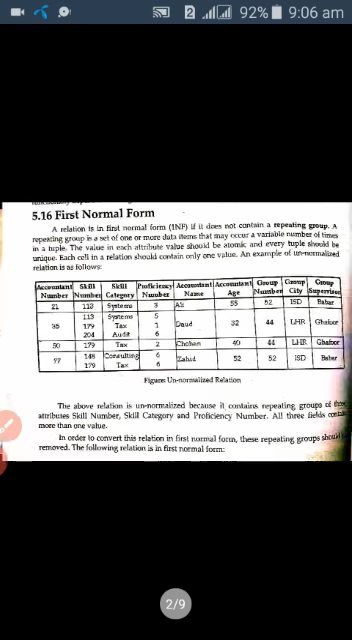 2 92% 9:06 am
5.16 First Normal Form
A relation is in first normal form (1NF) if it does not contain a repeating group. A
repeating group is a set of one or more data items that may occur a variable number of times
in a tuple. The value in each attribute value should be atomic and every tuple should be
unique. Each cell in a relation should contain only one value. An example of un-normalized
relation is as follows:
Accountant Number Skill Number Skill Category Proficiency Number Accountant Name Accountant Age Group Number Group City Group Supervisor
21 113 Systems 3 Ali 55 52 ISD Babar
35 113 Systems 5 Daud 32 44 LHR Ghafoor
179 Tax 1
204 Audit 6
50 179 Tax 2 Chohan 40 44 LHR Ghafoor
77 148 Consulting 6 Zahid 52 52 ISD Babar
179 Tax 6
Figure: Un-normalized Relation
The above relation is un-normalized because it contains repeating groups of three
attributes Skill Number, Skill Category and Proficiency Number. All three fields contain
more than one value.
In order to convert this relation in first normal form, these repeating groups should
removed. The following relation is in first normal form:
2/9